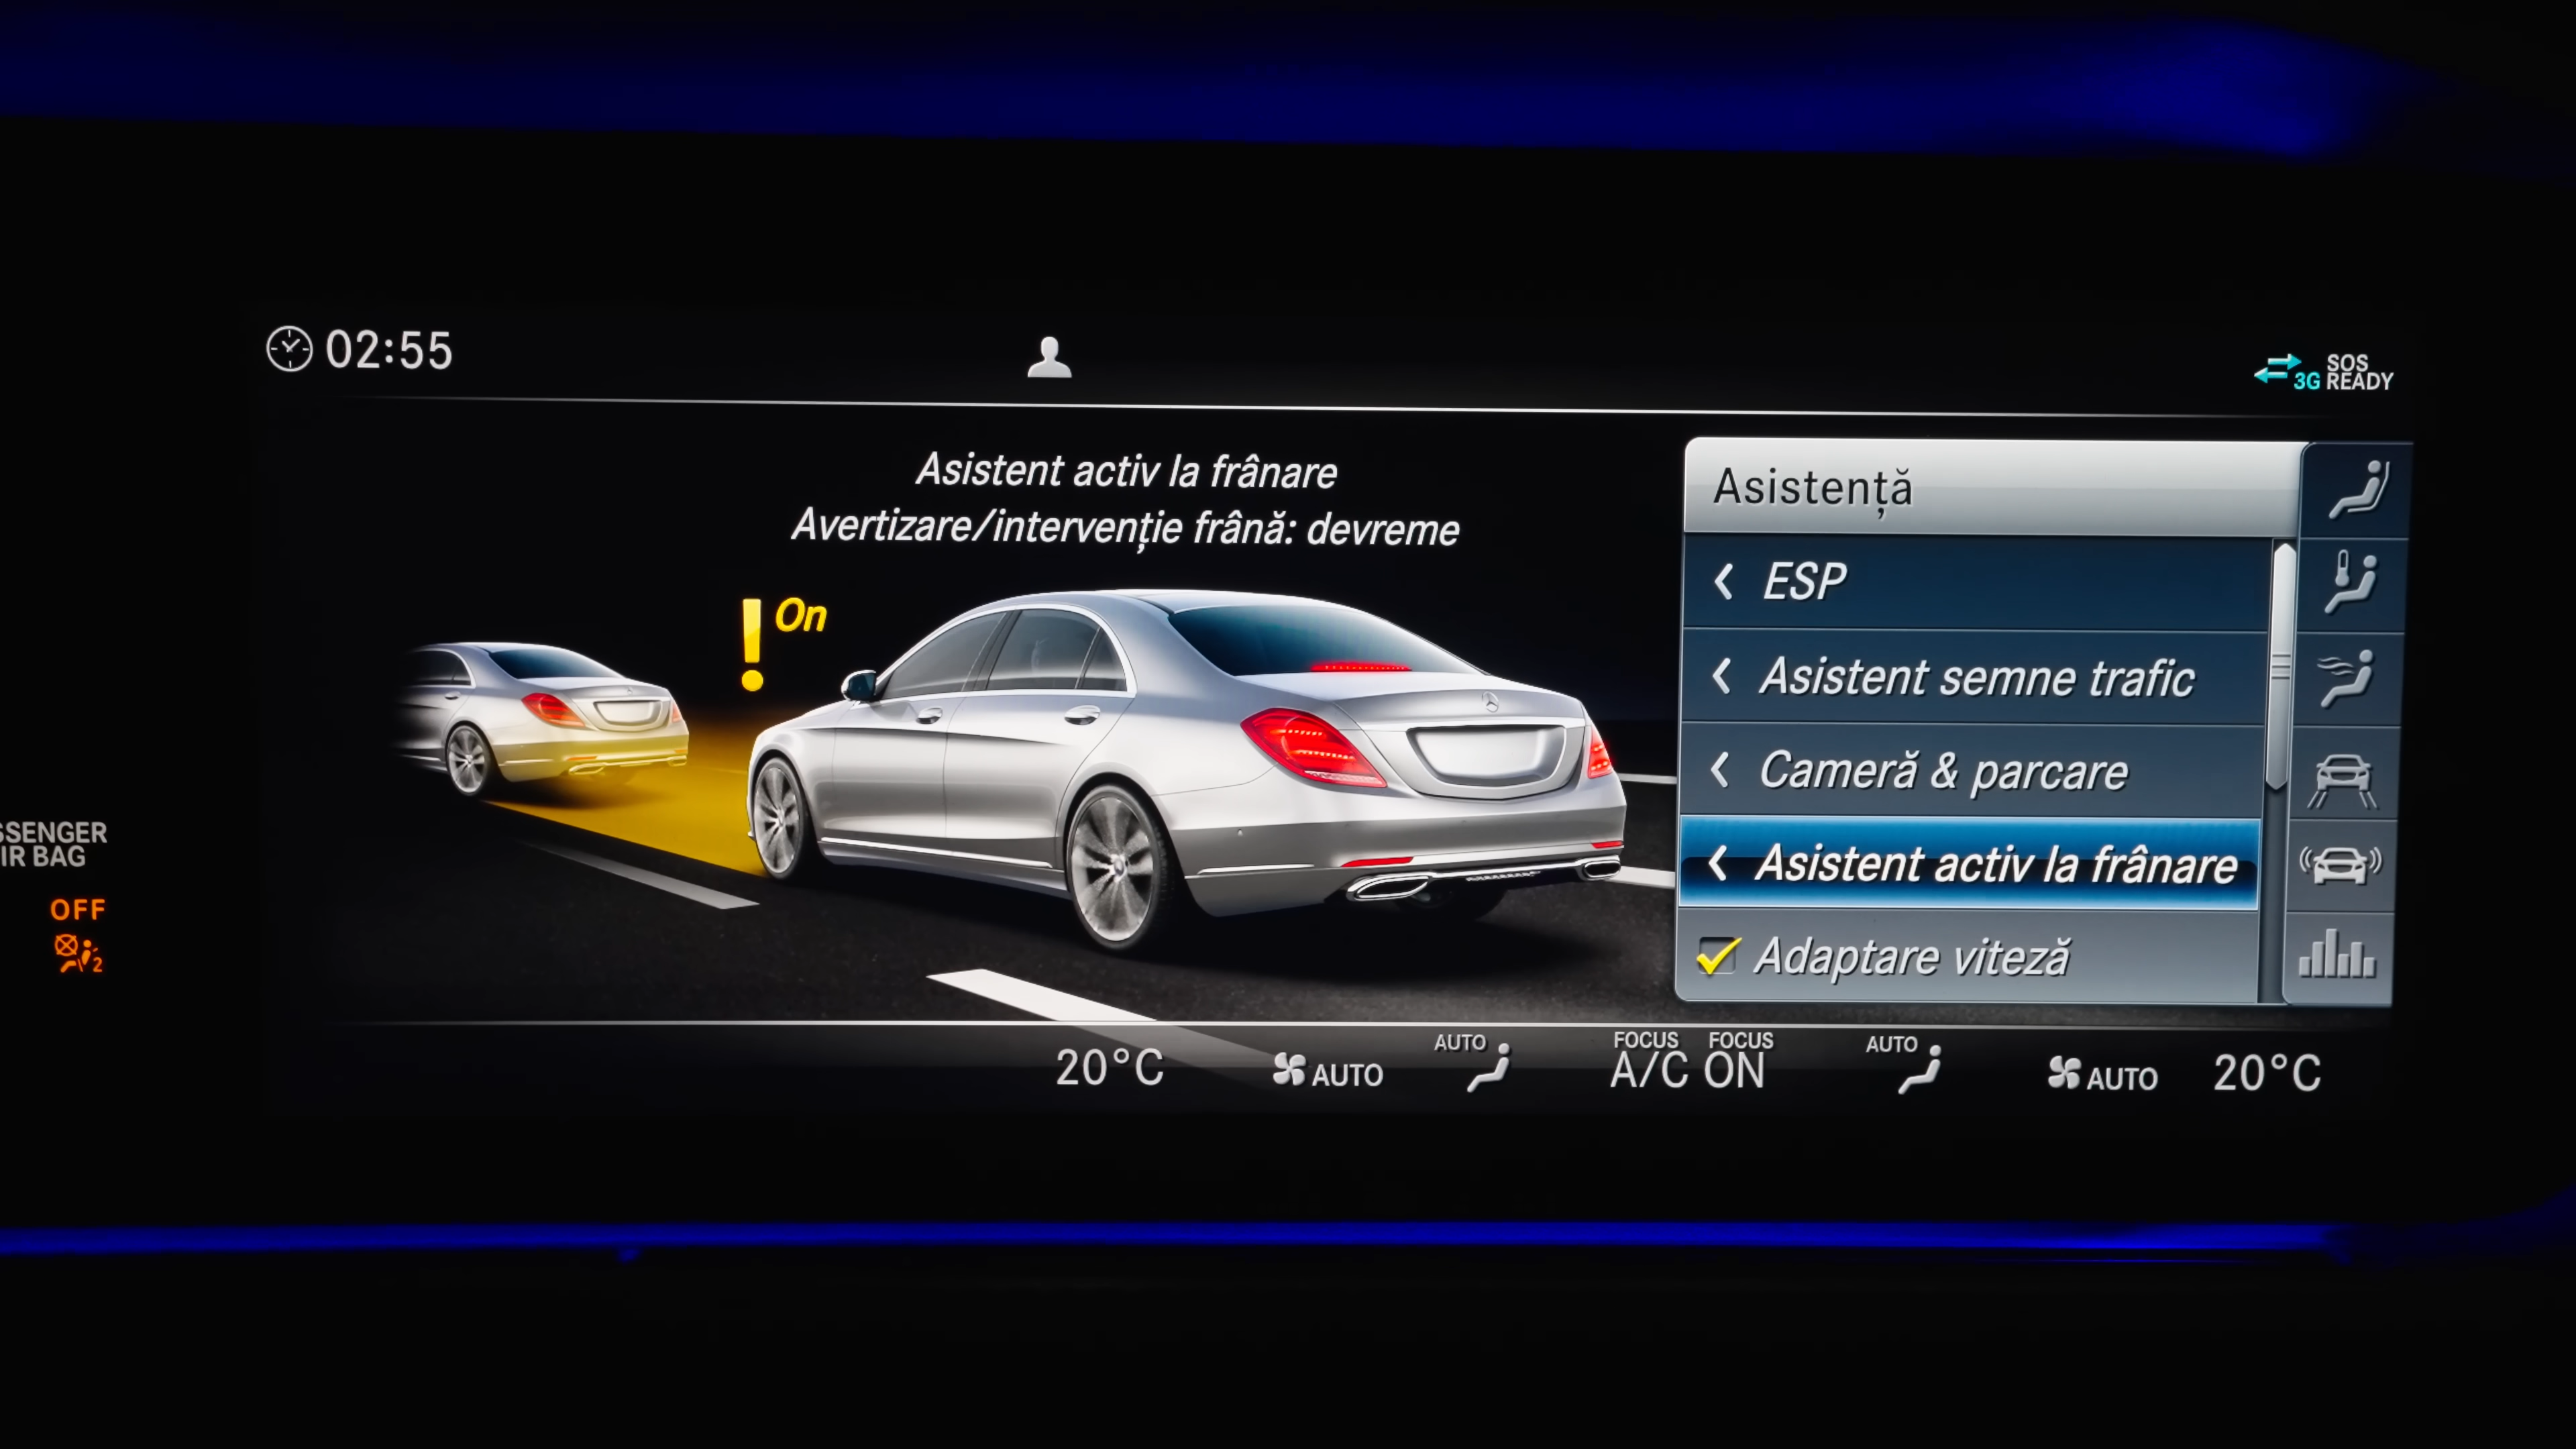 02:55
3G
SOS
READY
Asistent activ la frânare
Avertizare/intervenție frână: devreme
On
Asistență
ESP
Asistent semne trafic
Cameră & parcare
Asistent activ la frânare
Adaptare viteză
SSENGER
IR BAG
OFF
2
20°C
AUTO
AUTO
FOCUS FOCUS
A/C ON
AUTO
AUTO
20°C